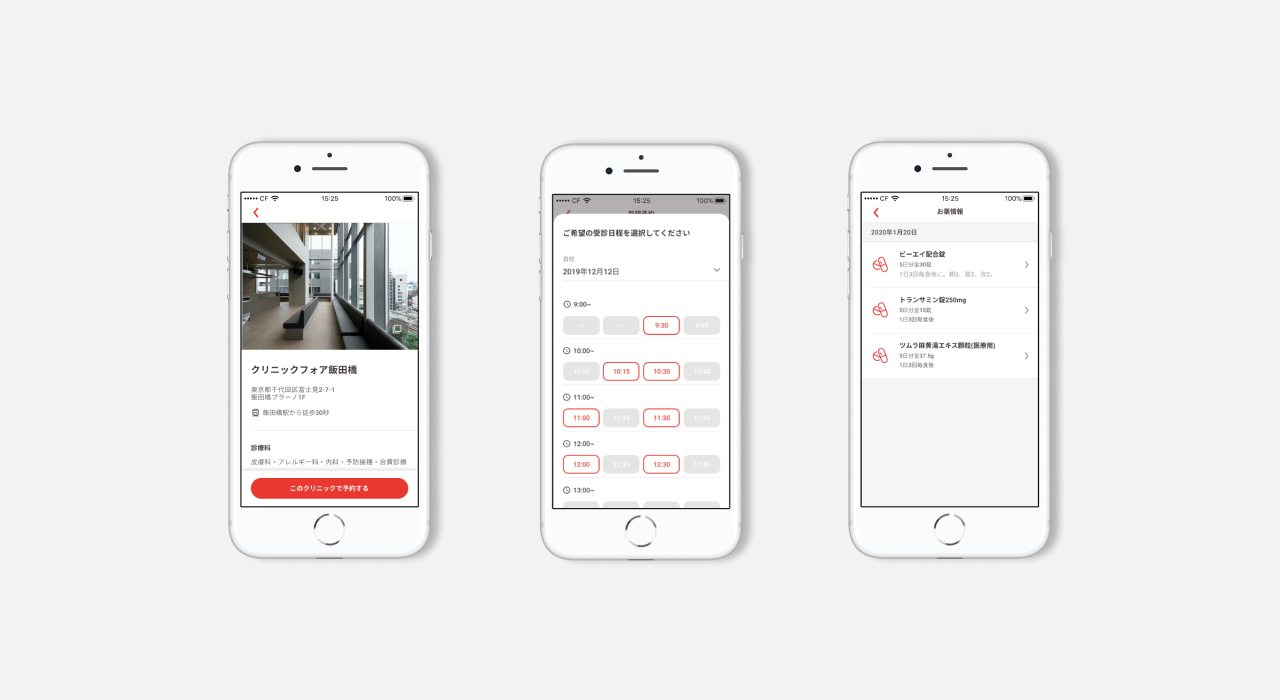 CF 15:25 100%
クリニックフォア飯田橋
東京都千代田区富士見2-7-1
飯田橋プラーノ1F
飯田橋駅から徒歩30秒
診療科
皮膚科・アレルギー科・内科・予防接種・自費診療
このクリニックで予約する
CF 15:25 100%
ご希望の受診日程を選択してください
日付
2019年12月12日
9:00~
-- -- 9:30 9:45
10:00~
10:00 10:15 10:30 10:45
11:00~
11:00 11:15 11:30 11:45
12:00~
12:00 12:15 12:30 12:45
13:00~
CF 15:25 100%
お薬情報
2020年1月20日
ビーエイ配合錠
5日分全30錠
1日3回毎食後に。朝2、昼2、夜2。
トランサミン錠250mg
5日分全15錠
1日3回毎食後
ツムラ麻黄湯エキス顆粒(医療用)
5日分全37.5g
1日3回毎食後